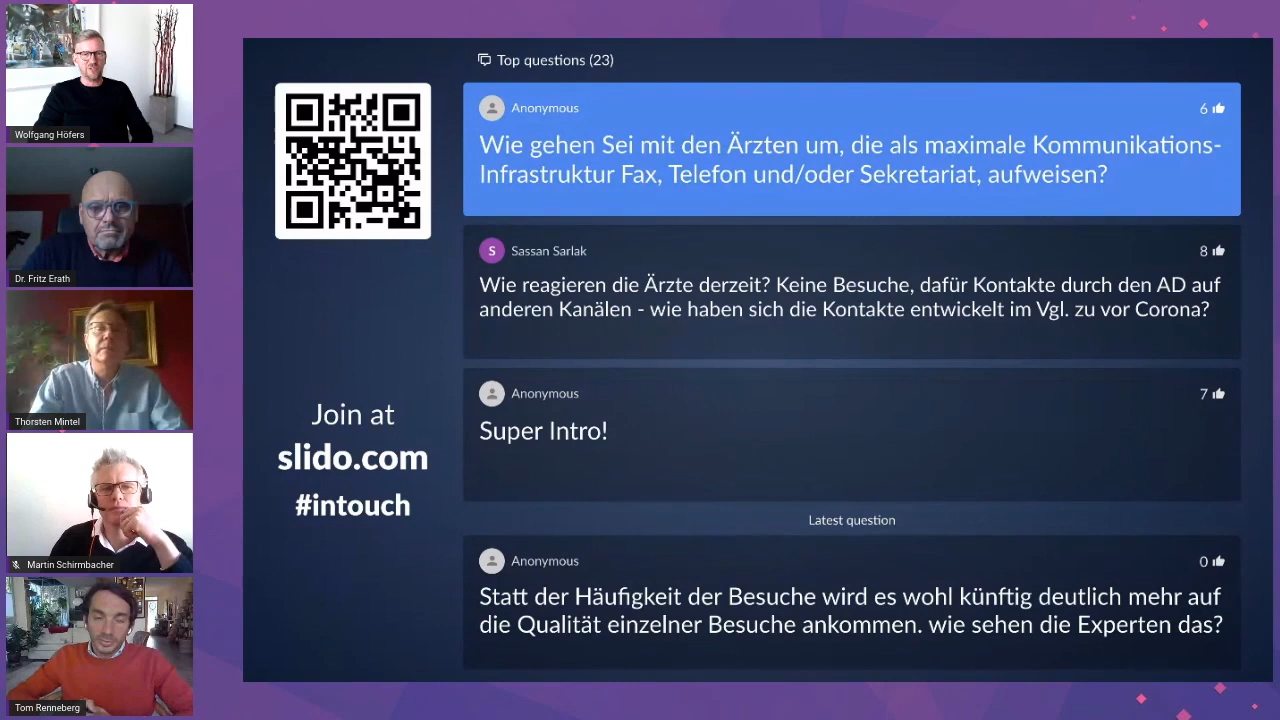 Wolfgang Höfers
Dr. Fritz Erath
Thorsten Mintel
Martin Schirmbacher
Tom Renneberg
Join at
slido.com
#intouch
Top questions (23)
Anonymous
6
Wie gehen Sei mit den Ärzten um, die als maximale Kommunikations-
Infrastruktur Fax, Telefon und/oder Sekretariat, aufweisen?
S
Sassan Sarlak
8
Wie reagieren die Ärzte derzeit? Keine Besuche, dafür Kontakte durch den AD auf
anderen Kanälen - wie haben sich die Kontakte entwickelt im Vgl. zu vor Corona?
Anonymous
7
Super Intro!
Latest question
Anonymous
0
Statt der Häufigkeit der Besuche wird es wohl künftig deutlich mehr auf
die Qualität einzelner Besuche ankommen. wie sehen die Experten das?